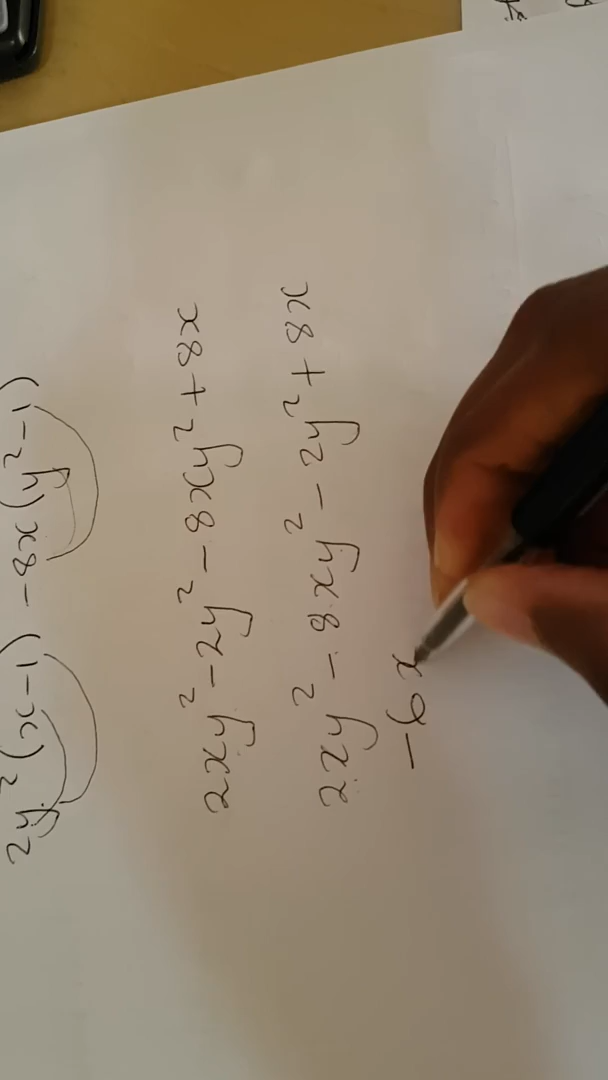 2y²(x-1) -8x(y²-1)
2xy² - 2y² - 8xy² + 8x
2xy² - 8xy² - 2y² + 8x
-6x